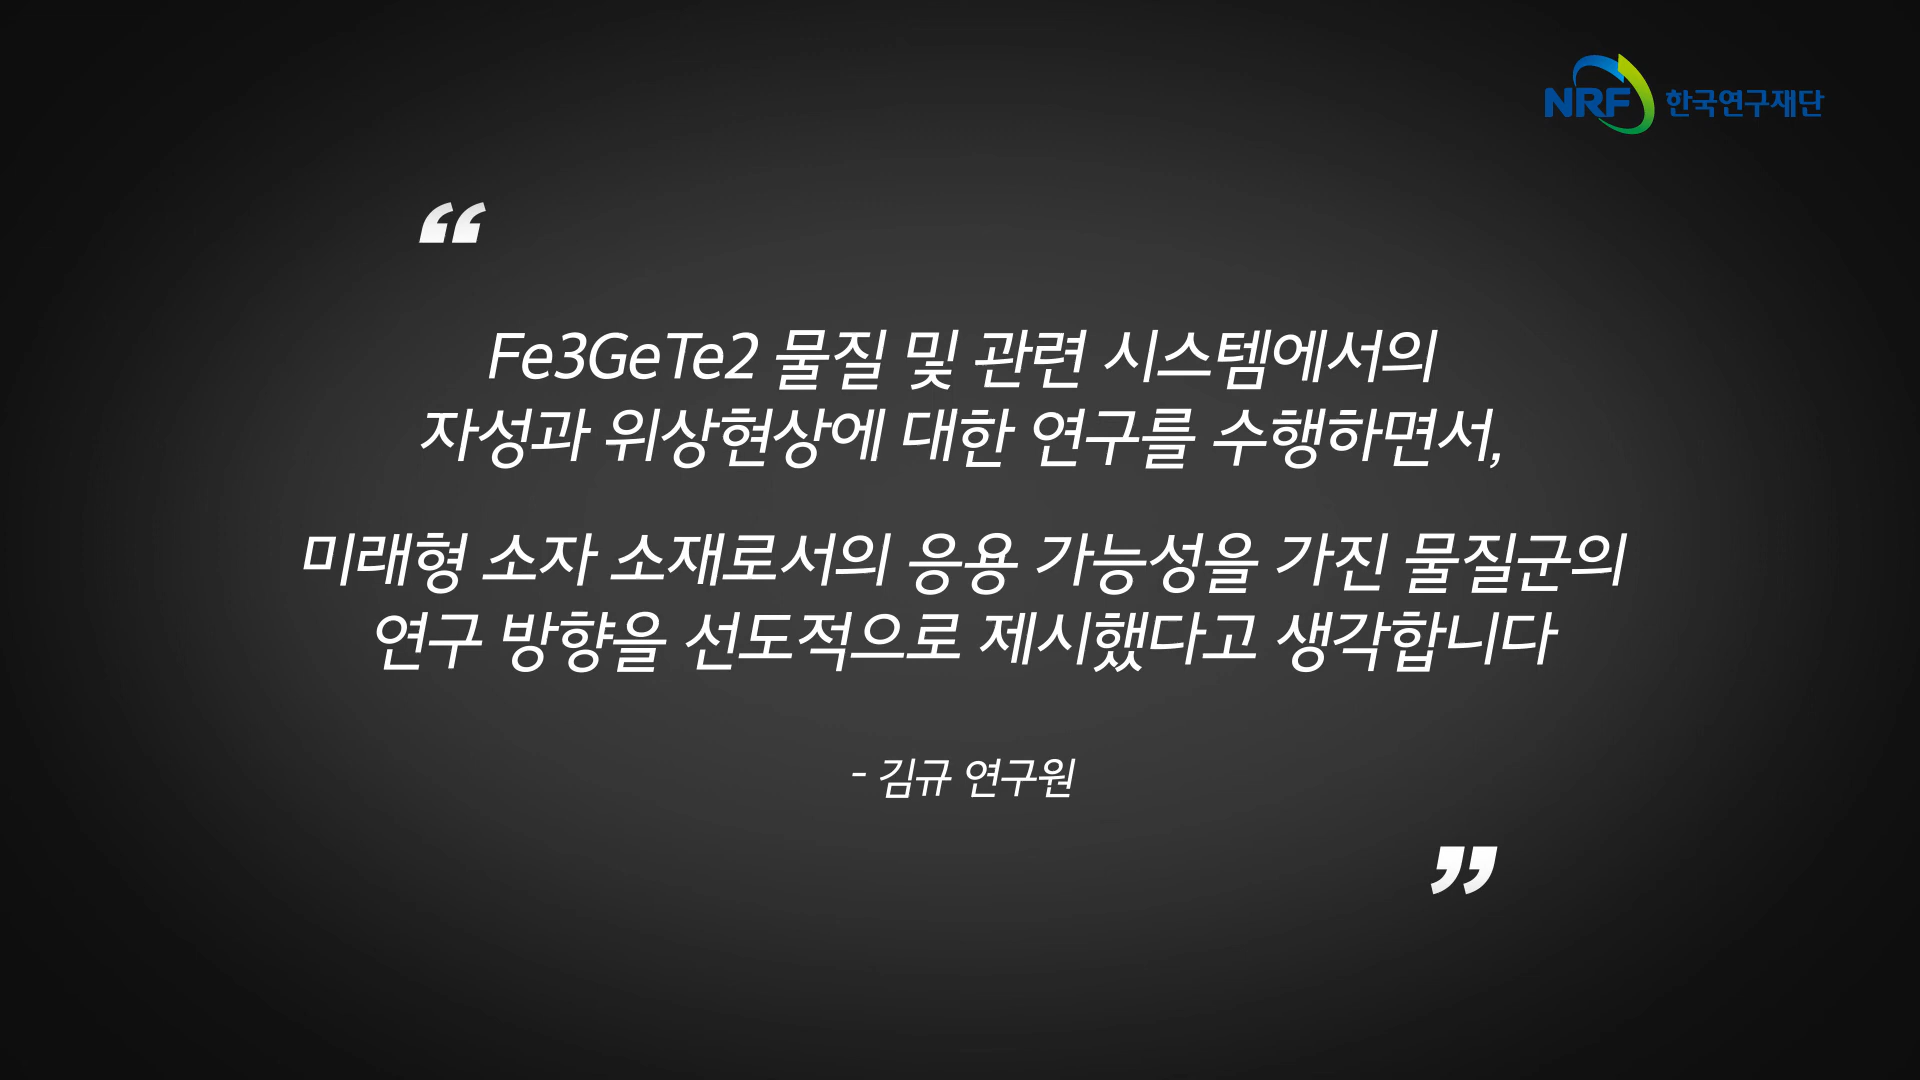 NRF 한국연구재단
“
Fe3GeTe2 물질 및 관련 시스템에서의
자성과 위상현상에 대한 연구를 수행하면서,
미래형 소자 소재로서의 응용 가능성을 가진 물질군의
연구 방향을 선도적으로 제시했다고 생각합니다
- 김규 연구원
”